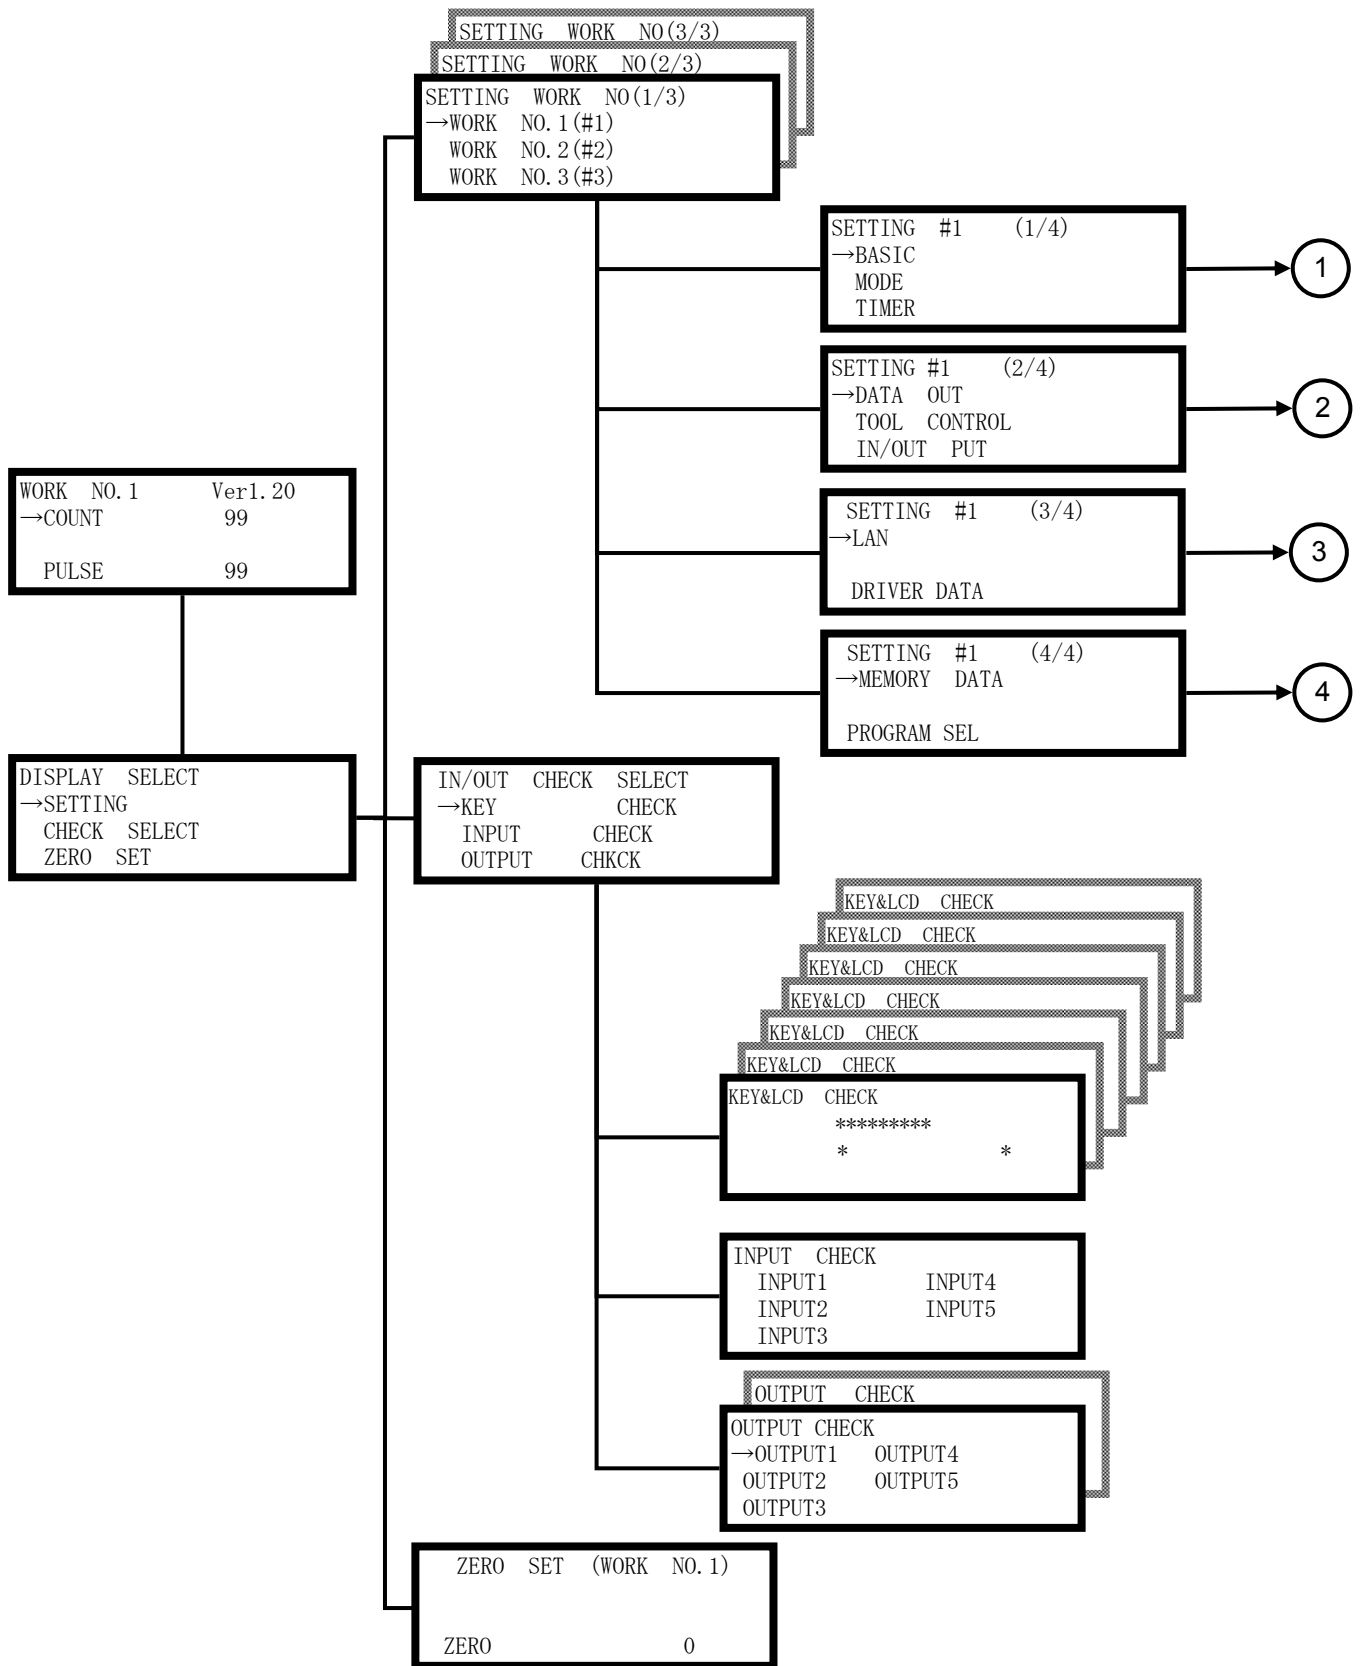 SETTING WORK NO(3/3)
SETTING WORK NO(2/3)
SETTING WORK NO(1/3)
→WORK NO.1(#1)
WORK NO.2(#2)
WORK NO.3(#3)
SETTING #1 (1/4)
→BASIC
MODE
TIMER
1
SETTING #1 (2/4)
→DATA OUT
TOOL CONTROL
IN/OUT PUT
2
WORK NO.1 Ver1.20
→COUNT 99
PULSE 99
SETTING #1 (3/4)
→LAN
DRIVER DATA
3
SETTING #1 (4/4)
→MEMORY DATA
PROGRAM SEL
4
DISPLAY SELECT
→SETTING
CHECK SELECT
ZERO SET
IN/OUT CHECK SELECT
→KEY CHECK
INPUT CHECK
OUTPUT CHKCK
KEY&LCD CHECK
KEY&LCD CHECK
KEY&LCD CHECK
KEY&LCD CHECK
KEY&LCD CHECK
KEY&LCD CHECK
KEY&LCD CHECK
*********
* *
INPUT CHECK
INPUT1 INPUT4
INPUT2 INPUT5
INPUT3
OUTPUT CHECK
OUTPUT CHECK
→OUTPUT1 OUTPUT4
OUTPUT2 OUTPUT5
OUTPUT3
ZERO SET (WORK NO.1)
ZERO 0